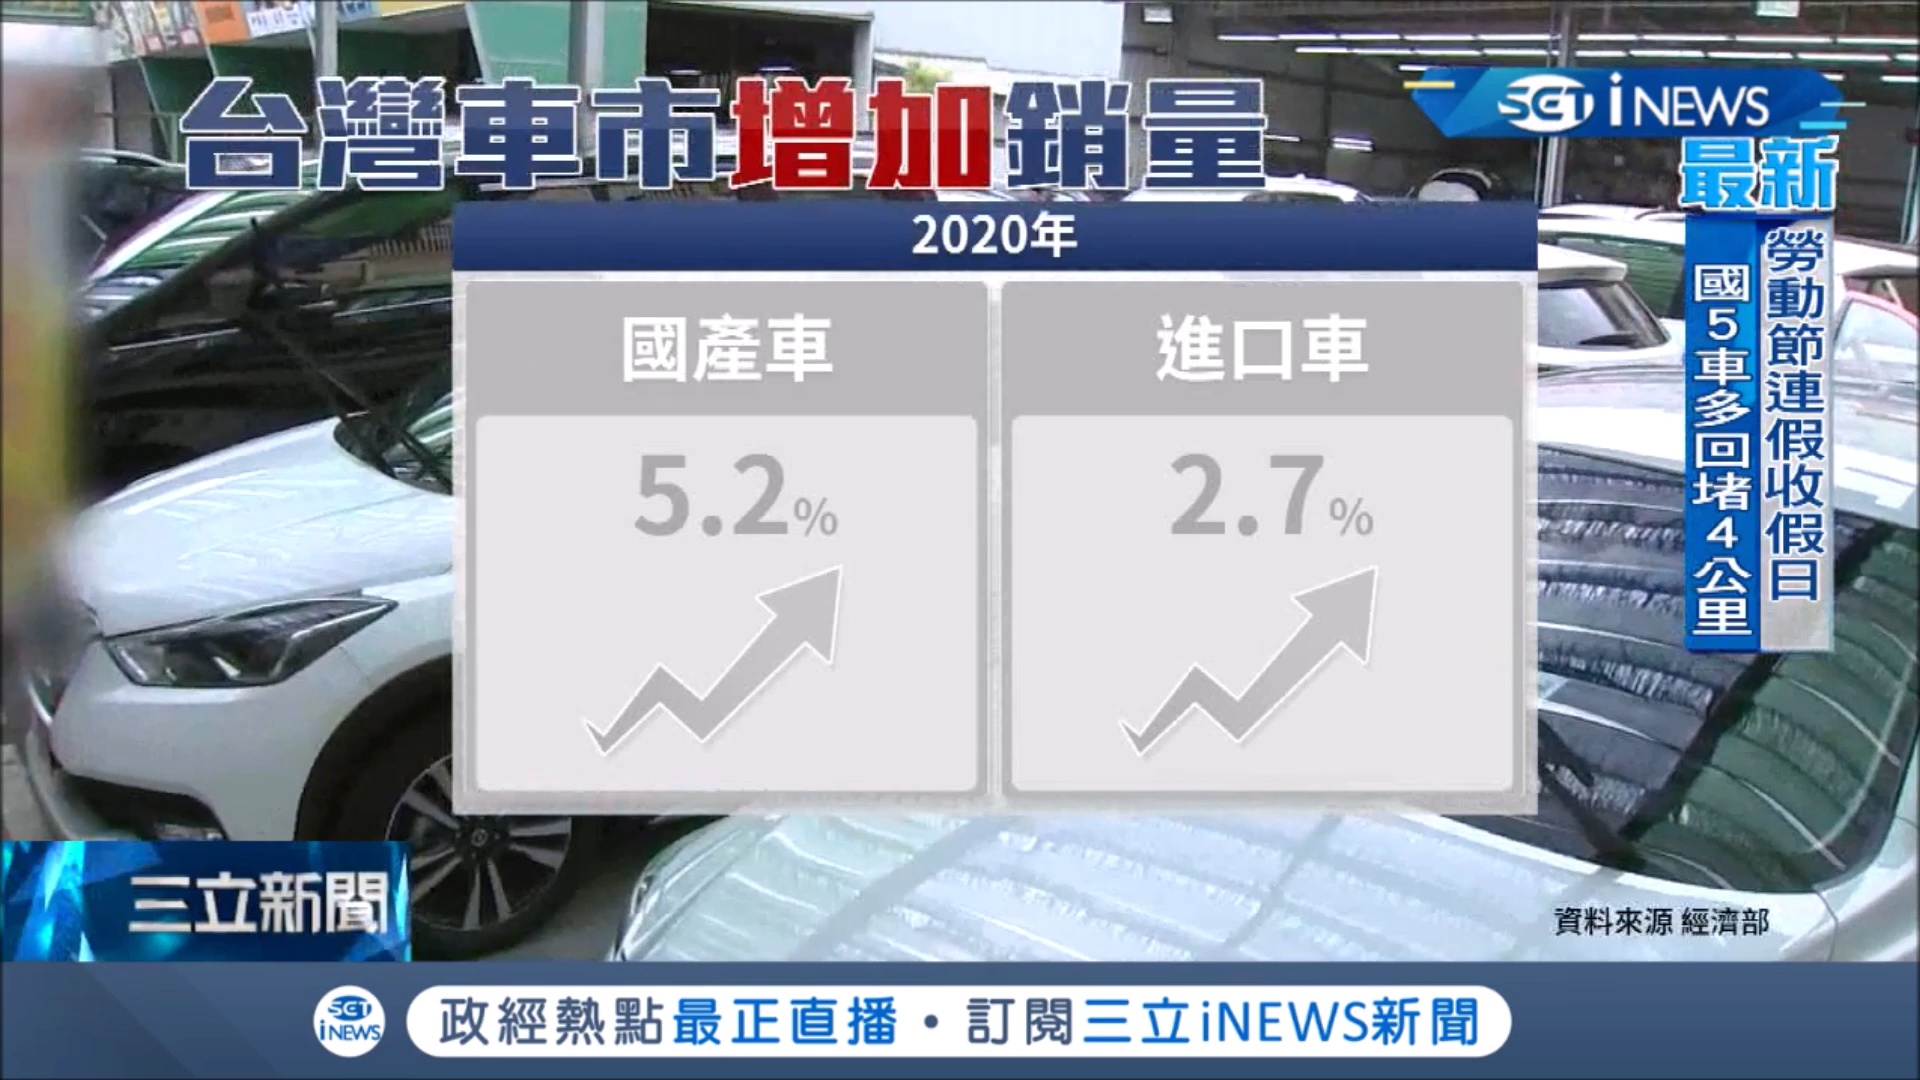 台灣車市增加銷量
SET iNEWS
最新
勞動節連假收假日
國5車多回堵4公里
2020年
國產車
進口車
5.2%
2.7%
三立新聞
資料來源 經濟部
SET iNEWS
政經熱點最正直播・訂閱三立iNEWS新聞